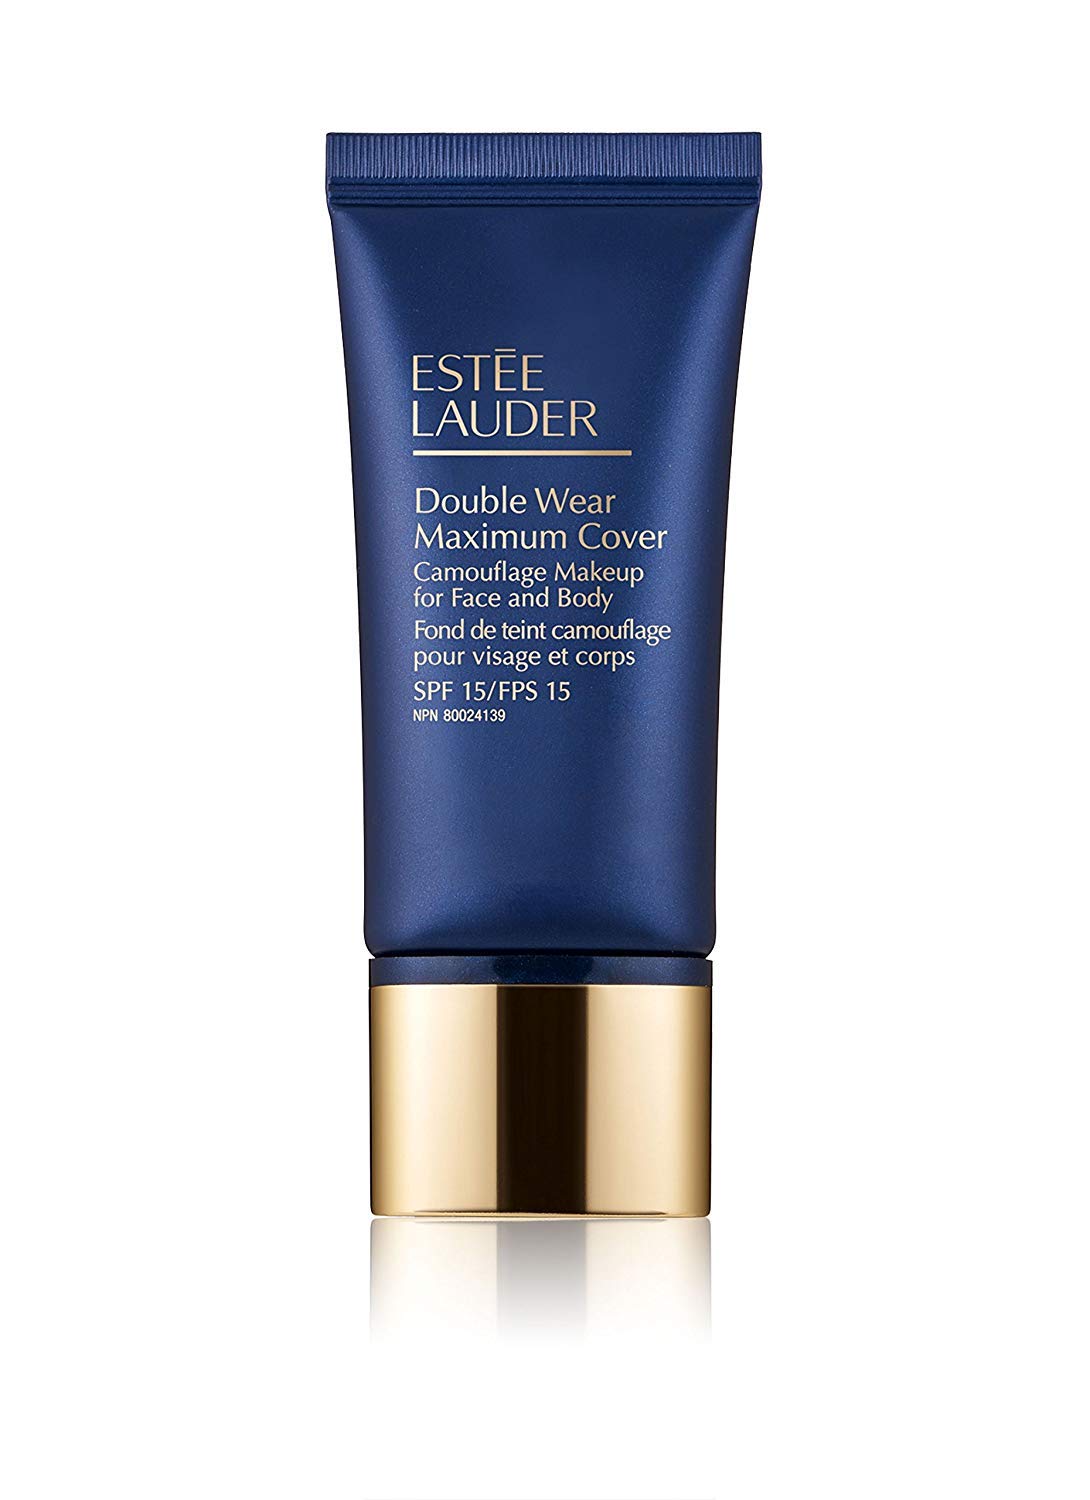 ESTĒE
LAUDER
Double Wear
Maximum Cover
Camouflage Makeup
for Face and Body
Fond de teint camouflage
pour visage et corps
SPF 15/FPS 15
NPN 80024139